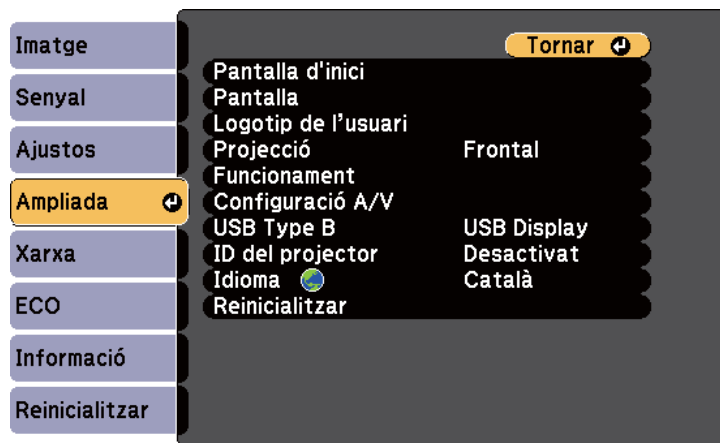 Imatge
Senyal
Ajustos
Ampliada
Xarxa
ECO
Informació
Reinicialitzar
Tornar
Pantalla d'inici
Pantalla
Logotip de l’usuari
Projecció Frontal
Funcionament
Configuració A/V
USB Type B USB Display
ID del projector Desactivat
Idioma Català
Reinicialitzar